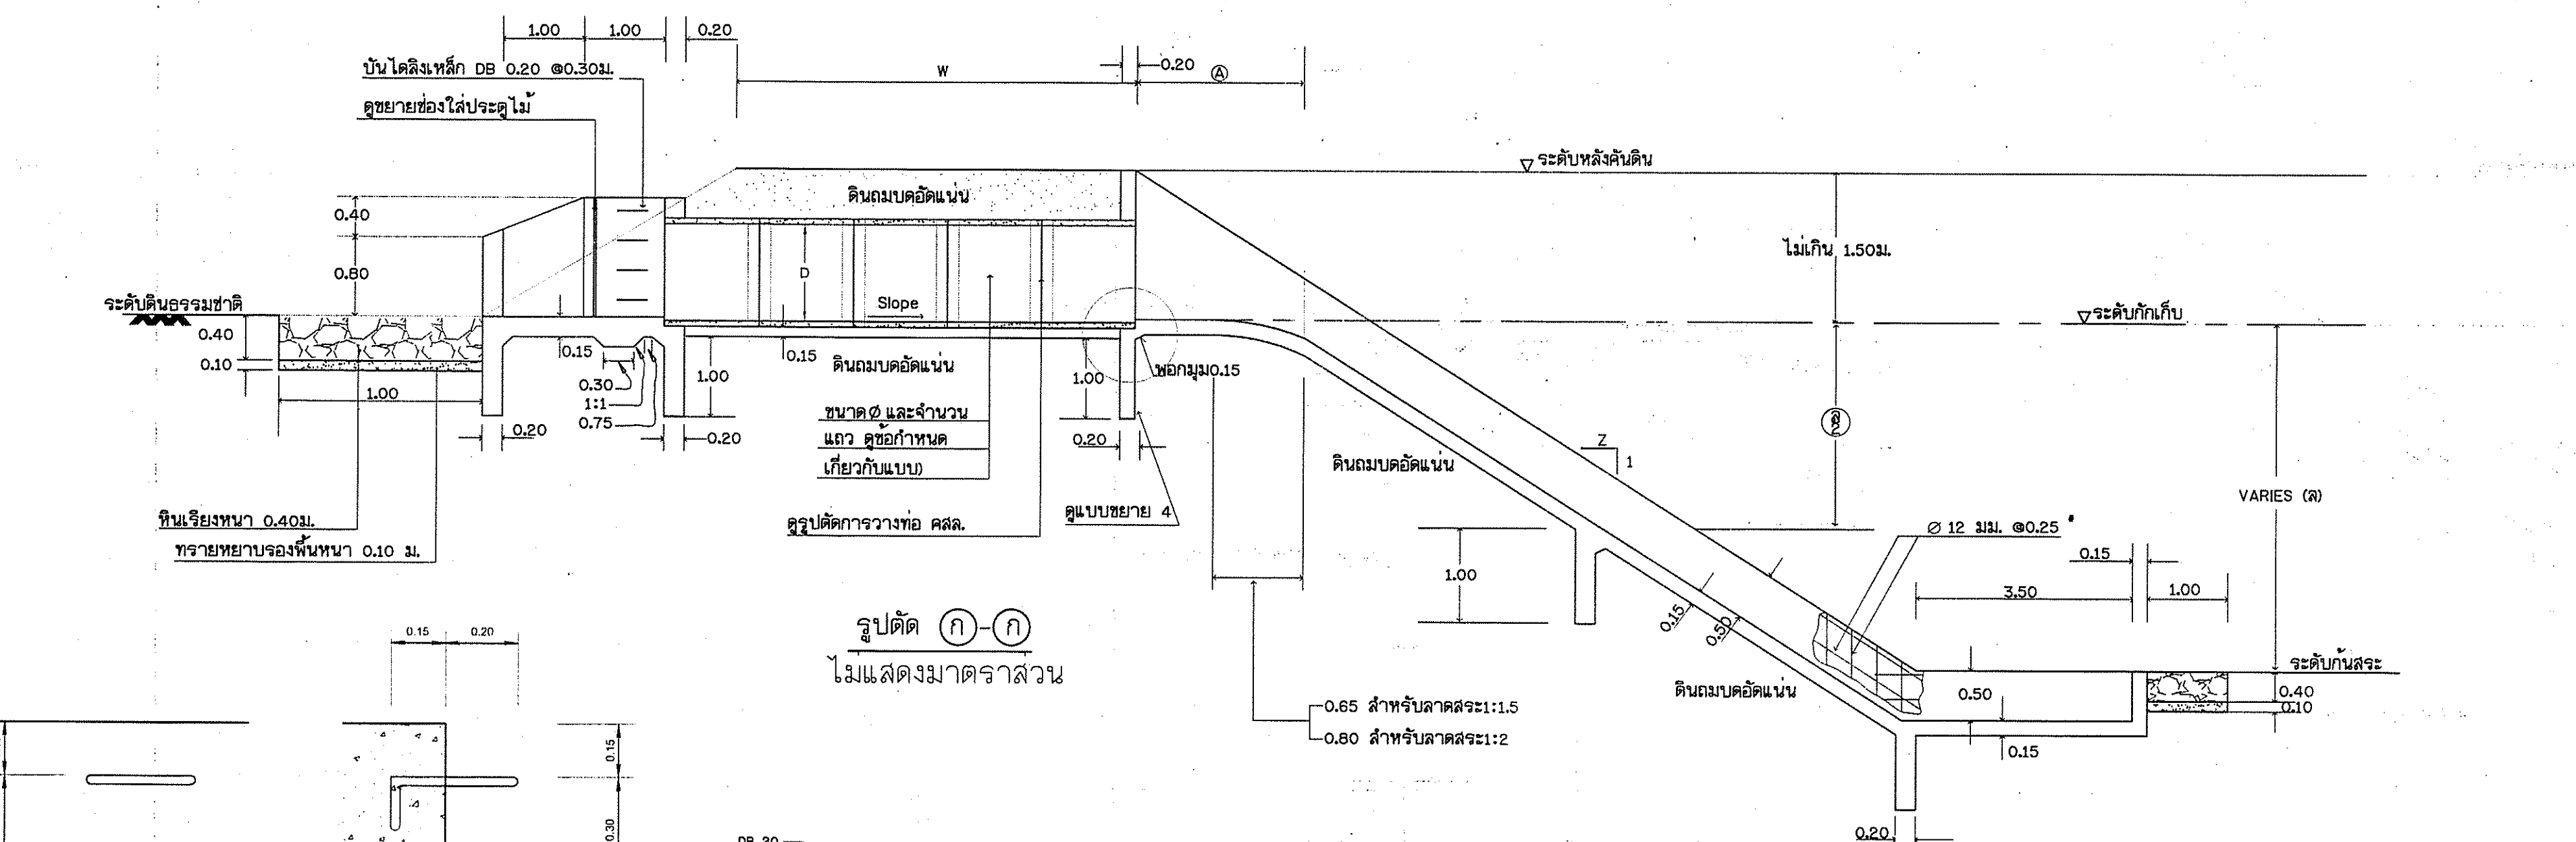 1.00
1.00
0.20
บันไดลิงเหล็ก DB 0.20 @0.30ม.
W
0.20
A
ดูขยายช่องใส่ประตูไม้
ระดับหลังคันดิน
ดินถมบดอัดแน่น
0.40
ไม่เกิน 1.50ม.
0.80
D
ระดับดินธรรมชาติ
Slope
ระดับกักเก็บ
0.40
0.15
0.15
ดินถมบดอัดแน่น
0.10
พอกมุม0.15
1.00
1.00
0.30
1.00
1:1
0.75
ขนาดØ และจำนวน
แถว ดูข้อกำหนด
เกี่ยวกับแบบ)
0.20
0.20
0.20
Z
1
ดินถมบดอัดแน่น
VARIES (ล)
หินเรียงหนา 0.40ม.
ดูรูปตัดการวางท่อ คสล.
ดูแบบขยาย 4
Ø 12 มม. @0.25
ทรายหยาบรองพื้นหนา 0.10 ม.
0.15
1.00
3.50
1.00
0.15
0.50
รูปตัด ก-ก
ไม่แสดงมาตราส่วน
0.15
0.20
ระดับก้นสระ
ดินถมบดอัดแน่น
0.50
0.40
0.10
0.65 สำหรับลาดสระ1:1.5
0.80 สำหรับลาดสระ1:2
0.15
0.15
0.30
0.20
DB 20